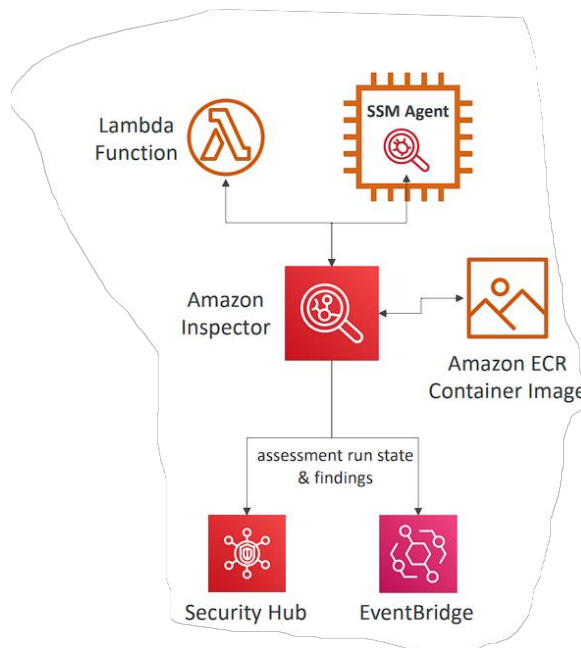 SSM Agent
Lambda
Function
Amazon
Inspector
Amazon ECR
Container Image
assessment run state
& findings
Security Hub
EventBridge